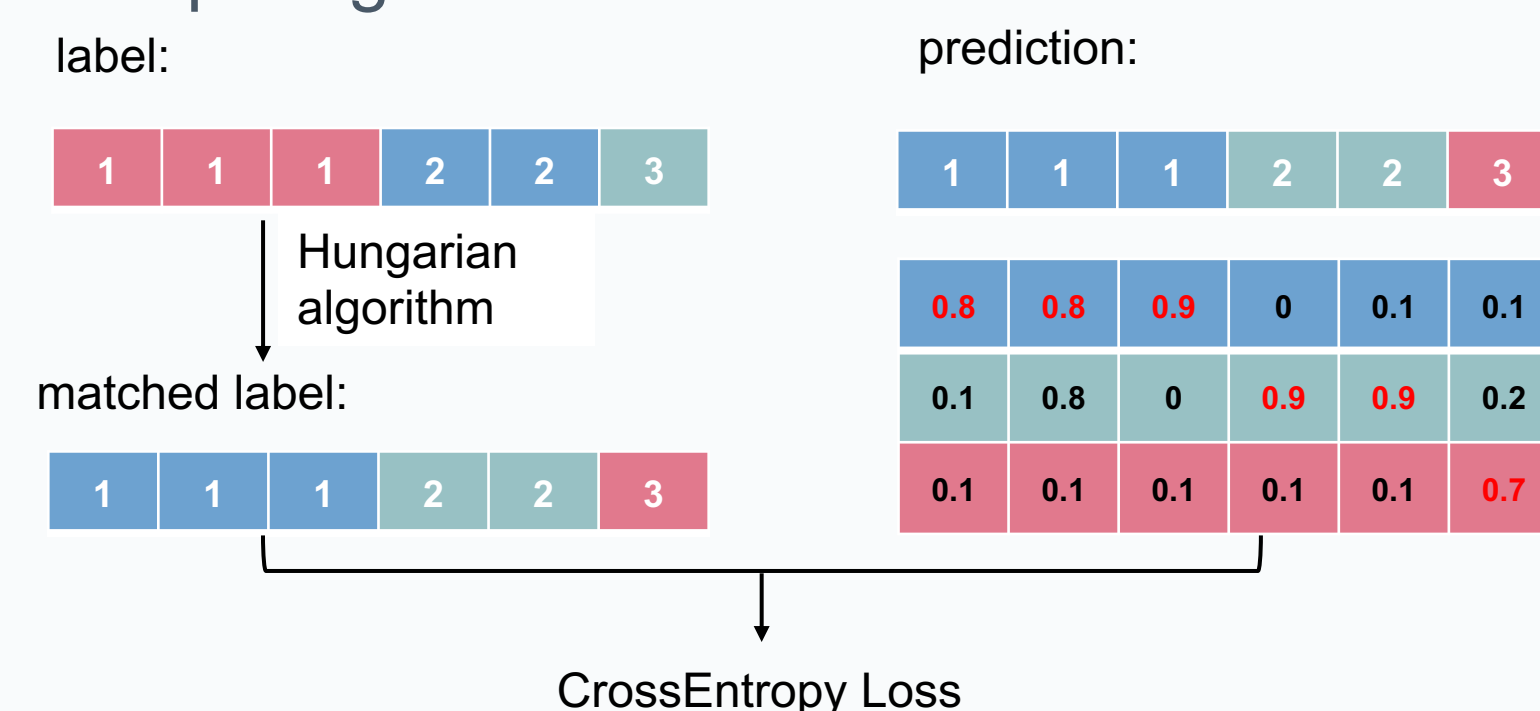 label:
prediction:
1 1 1 2 2 3
1 1 1 2 2 3
Hungarian
algorithm
0.8 0.8 0.9 0 0.1 0.1
matched label:
0.1 0.8 0 0.9 0.9 0.2
1 1 1 2 2 3
0.1 0.1 0.1 0.1 0.1 0.7
CrossEntropy Loss